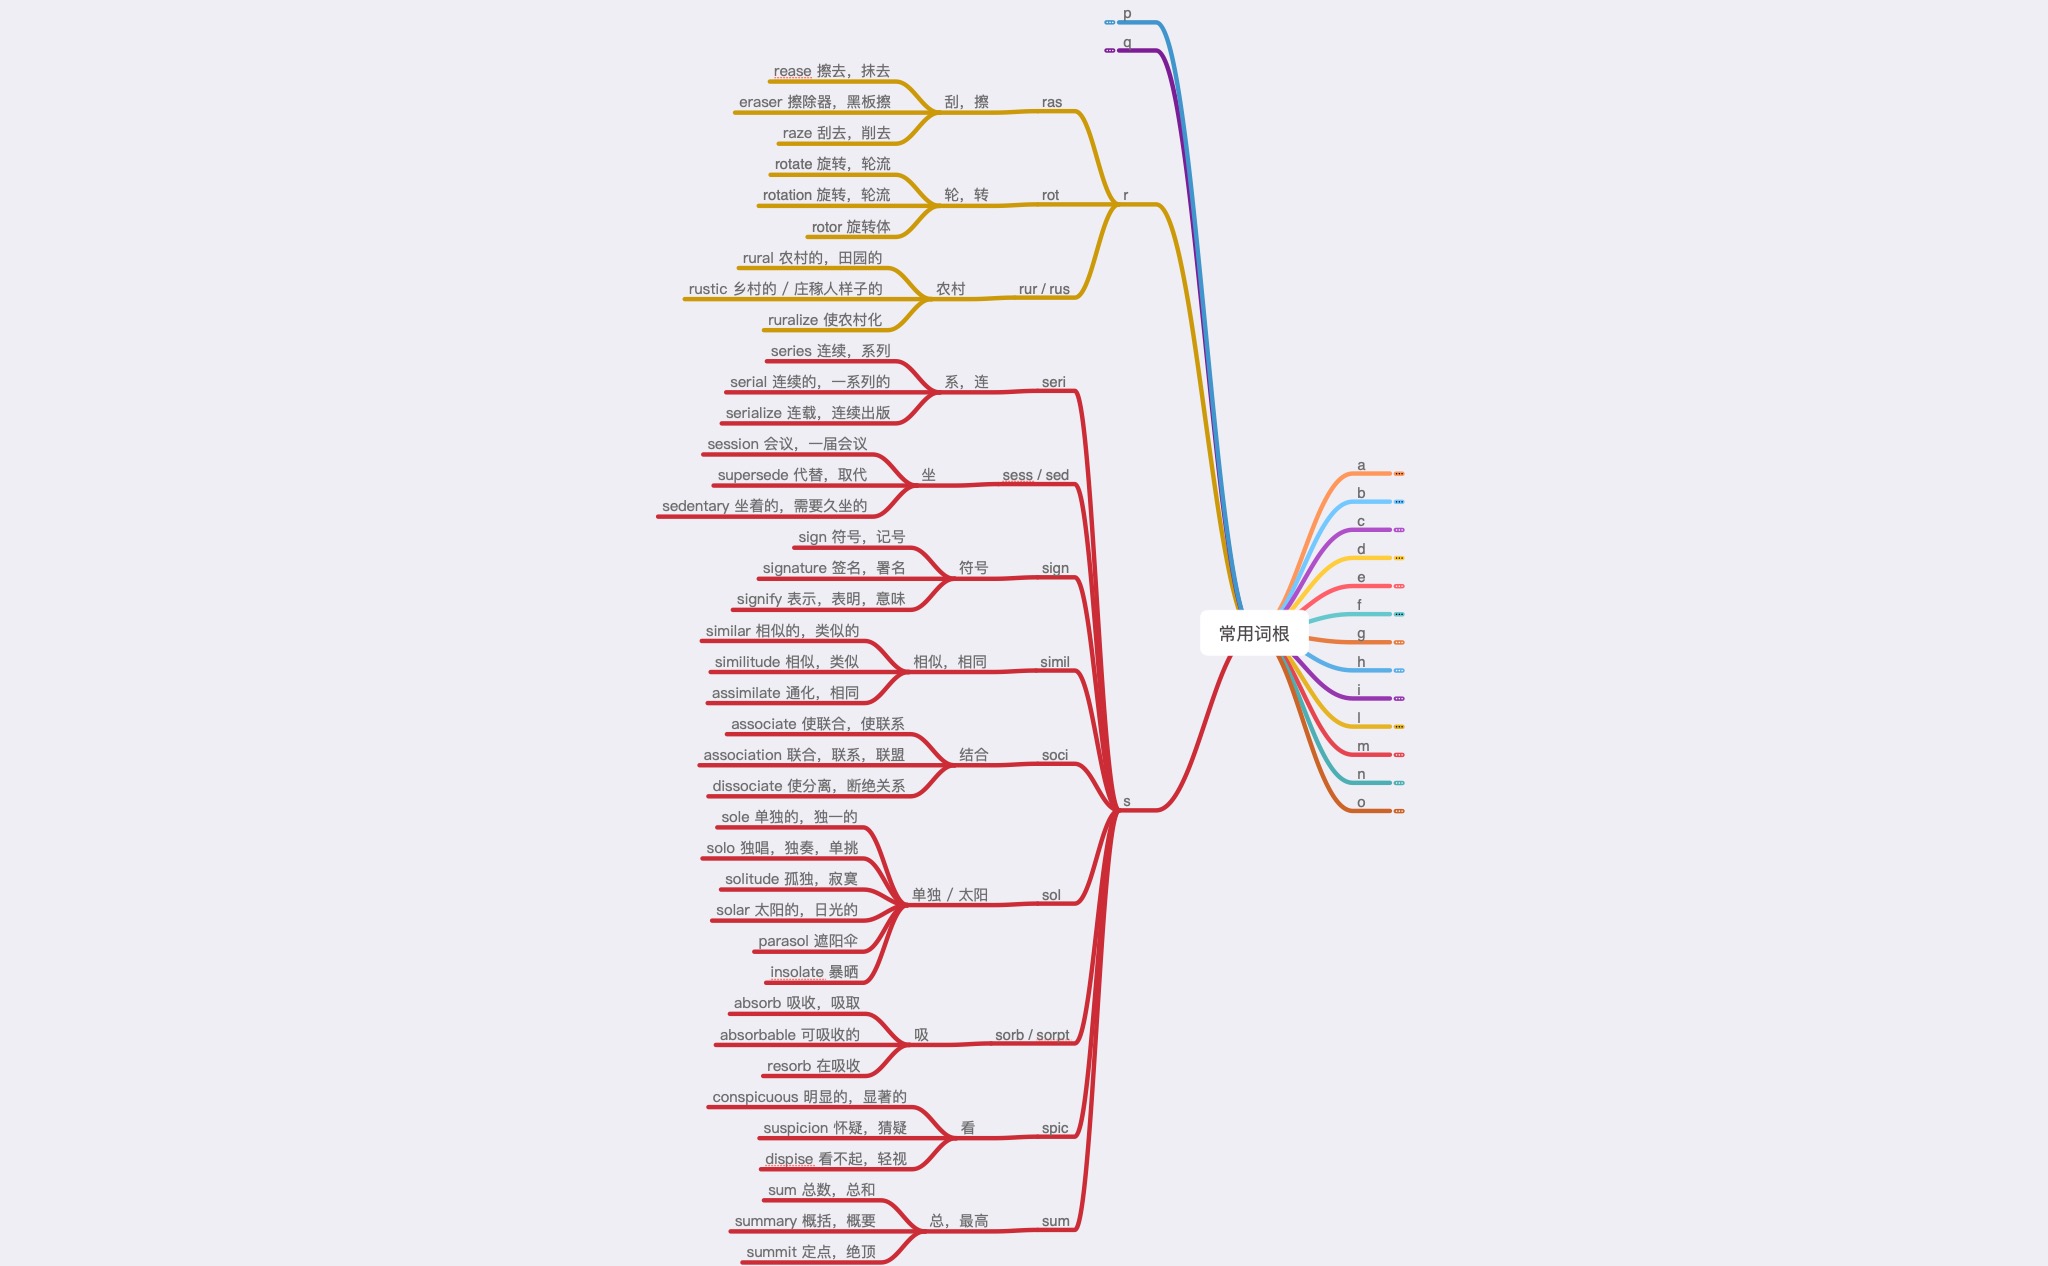 p
q
rease 擦去，抹去
eraser 擦除器，黑板擦
刮，擦
ras
raze 刮去，削去
rotate 旋转，轮流
rotation 旋转，轮流
轮，转
rot
r
rotor 旋转体
rural 农村的，田园的
rustic 乡村的 / 庄稼人样子的
农村
rur / rus
ruralize 使农村化
series 连续，系列
serial 连续的，一系列的
系，连
seri
serialize 连载，连续出版
session 会议，一届会议
supersede 代替，取代
坐
sess / sed
sedentary 坐着的，需要久坐的
sign 符号，记号
signature 签名，署名
符号
sign
signify 表示，表明，意味
similar 相似的，类似的
similitude 相似，类似
相似，相同
simil
assimilate 通化，相同
associate 使联合，使联系
association 联合，联系，联盟
结合
soci
dissociate 使分离，断绝关系
s
sole 单独的，独一的
solo 独唱，独奏，单挑
solitude 孤独，寂寞
单独 / 太阳
sol
solar 太阳的，日光的
parasol 遮阳伞
insolate 暴晒
absorb 吸收，吸取
absorbable 可吸收的
吸
sorb / sorpt
resorb 在吸收
conspicuous 明显的，显著的
suspicion 怀疑，猜疑
看
spic
dispise 看不起，轻视
sum 总数，总和
summary 概括，概要
总，最高
sum
summit 定点，绝顶
常用词根
a
b
c
d
e
f
g
h
i
l
m
n
o